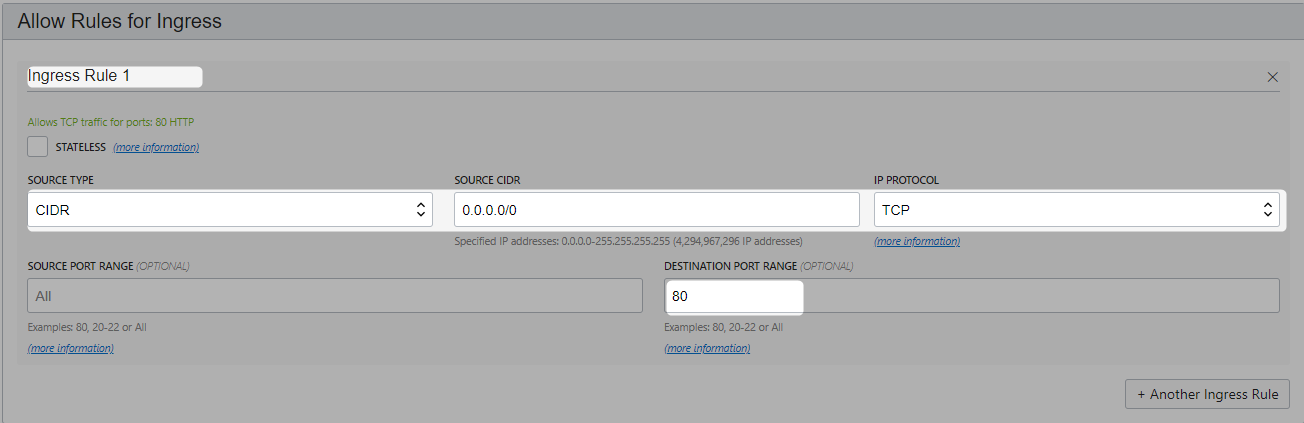 Allow Rules for Ingress
Ingress Rule 1
Allows TCP traffic for ports: 80 HTTP
STATELESS (more information)
SOURCE TYPE SOURCE CIDR IP PROTOCOL
CIDR 0.0.0.0/0 TCP
Specified IP addresses: 0.0.0.0-255.255.255.255 (4,294,967,296 IP addresses) (more information)
SOURCE PORT RANGE (OPTIONAL) DESTINATION PORT RANGE (OPTIONAL)
All 80
Examples: 80, 20-22 or All Examples: 80, 20-22 or All
(more information) (more information)
+ Another Ingress Rule